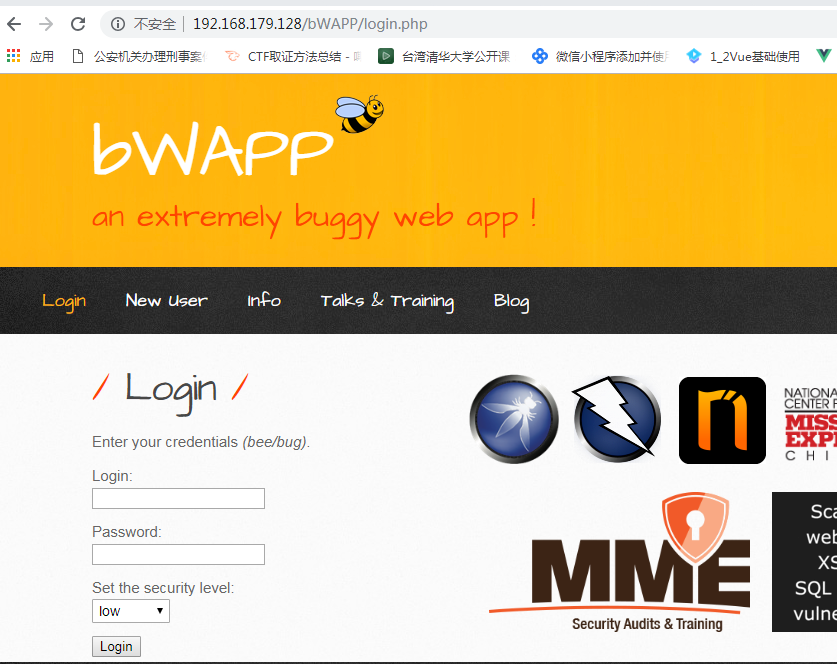 不安全 | 192.168.179.128/bWAPP/login.php
应用 公安机关办理刑事案 CTF取证方法总结 - 台湾清华大学公开课 微信小程序添加并使 1_2Vue基础使用
bWAPP
an extremely buggy web app !
Login New User Info Talks & Training Blog
/ Login /
Enter your credentials (bee/bug).
Login:
Password:
Set the security level:
low
Login
n
NATIONAL
CENTER F
MISS
EXP
C H I
MME
Security Audits & Training
Sca
web
XS
SQL
vulne